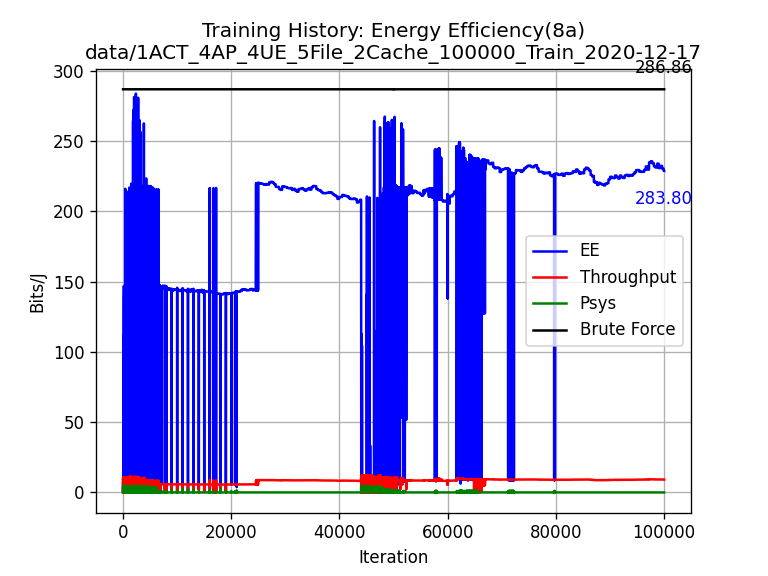 Training History: Energy Efficiency(8a)
data/1ACT_4AP_4UE_5File_2Cache_100000_Train_2020-12-17
286.86
300
250
200
150
100
50
0
283.80
EE
Throughput
Psys
Brute Force
Bits/J
0 20000 40000 60000 80000 100000
Iteration